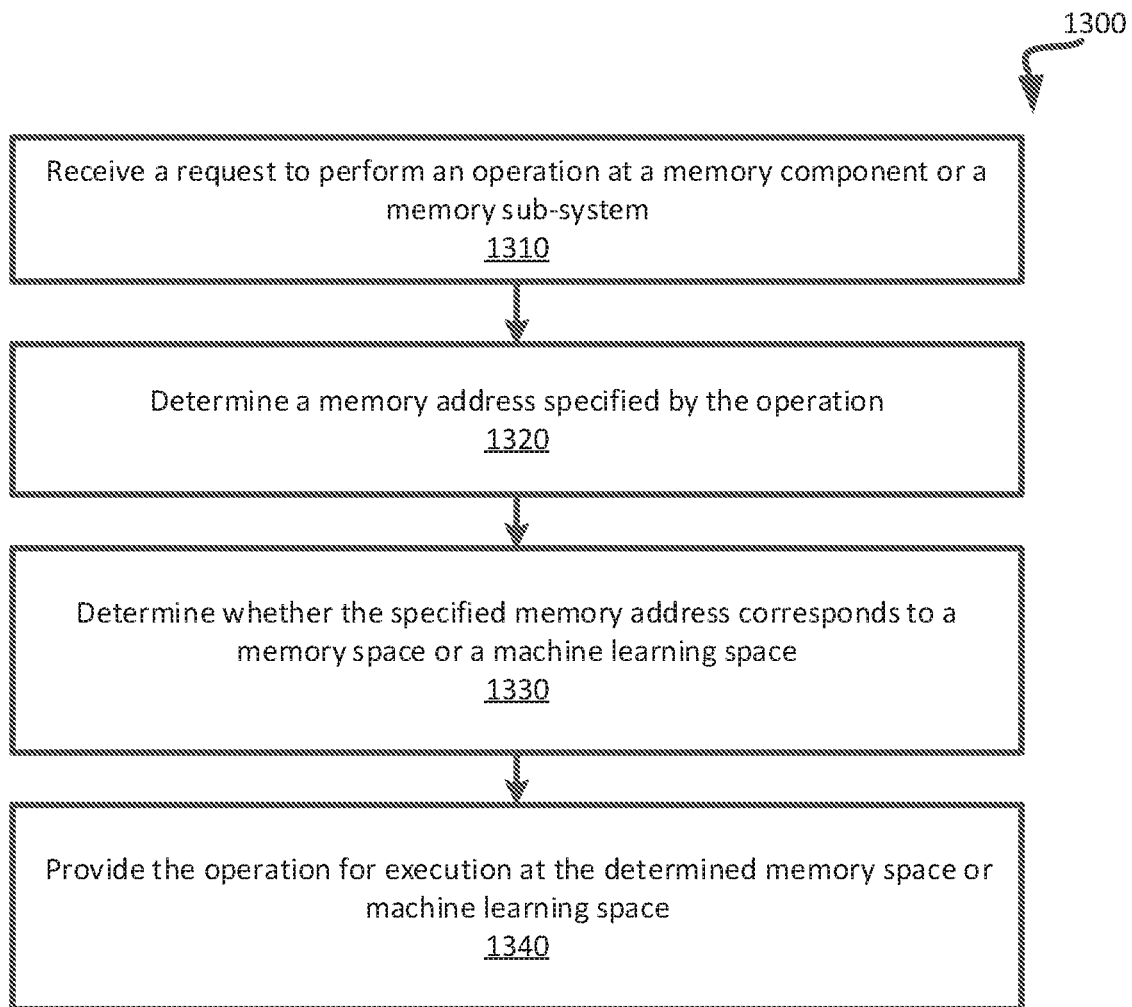 1300
Receive a request to perform an operation at a memory component or a
memory sub-system
1310
Determine a memory address specified by the operation
1320
Determine whether the specified memory address corresponds to a
memory space or a machine learning space
1330
Provide the operation for execution at the determined memory space or
machine learning space
1340